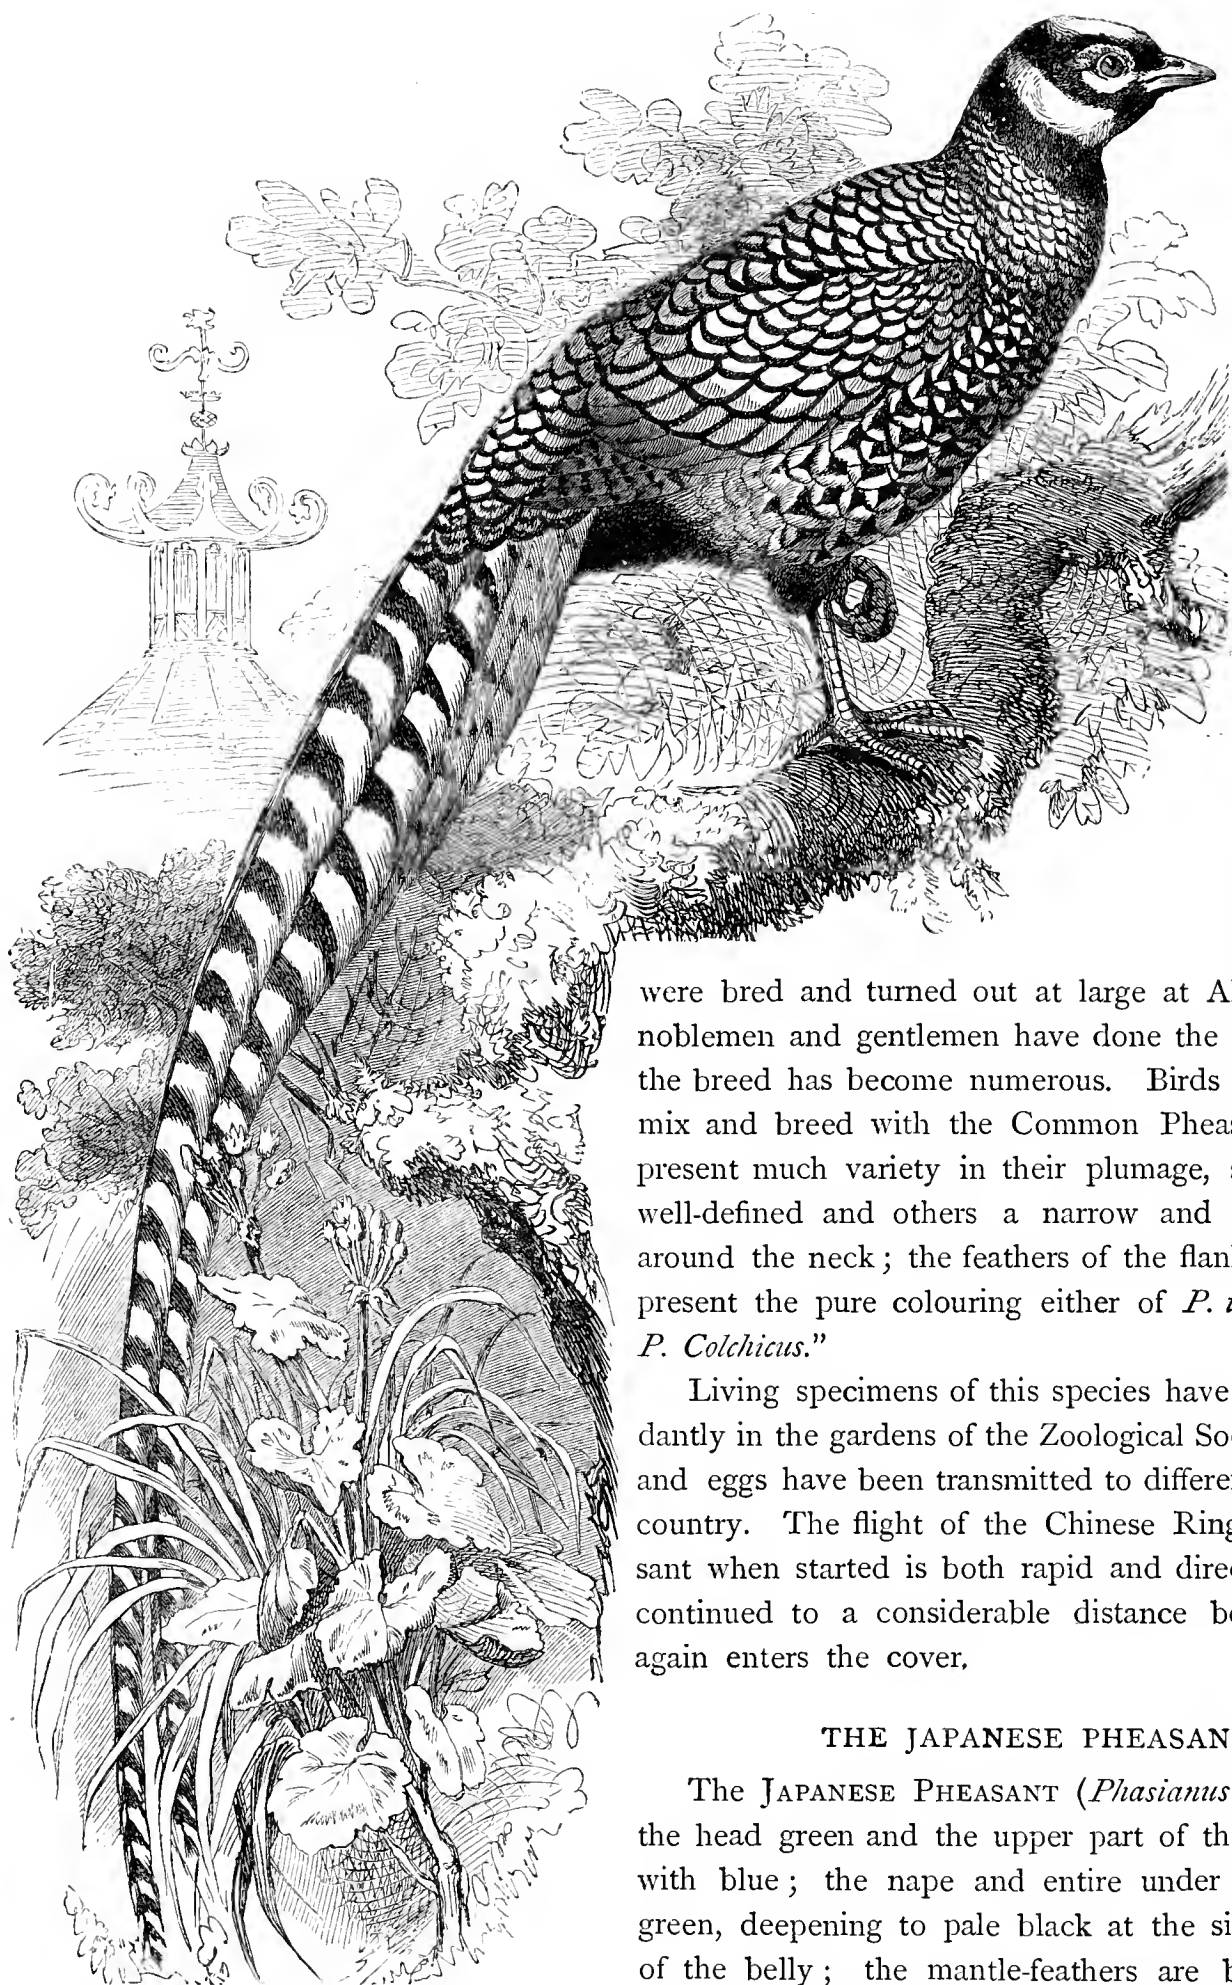 were bred and turned out at large at A
noblemen and gentlemen have done the
the breed has become numerous. Birds
mix and breed with the Common Pheas
present much variety in their plumage,
well-defined and others a narrow and
around the neck; the feathers of the flan
present the pure colouring either of P.
P. Colchicus."
Living specimens of this species have
dantly in the gardens of the Zoological So
and eggs have been transmitted to differe
country. The flight of the Chinese Ring
sant when started is both rapid and direc
continued to a considerable distance be
again enters the cover.
THE JAPANESE PHEASAN
The JAPANESE PHEASANT (Phasianus
the head green and the upper part of th
with blue; the nape and entire under
green, deepening to pale black at the si
of the belly; the mantle-feathers are b